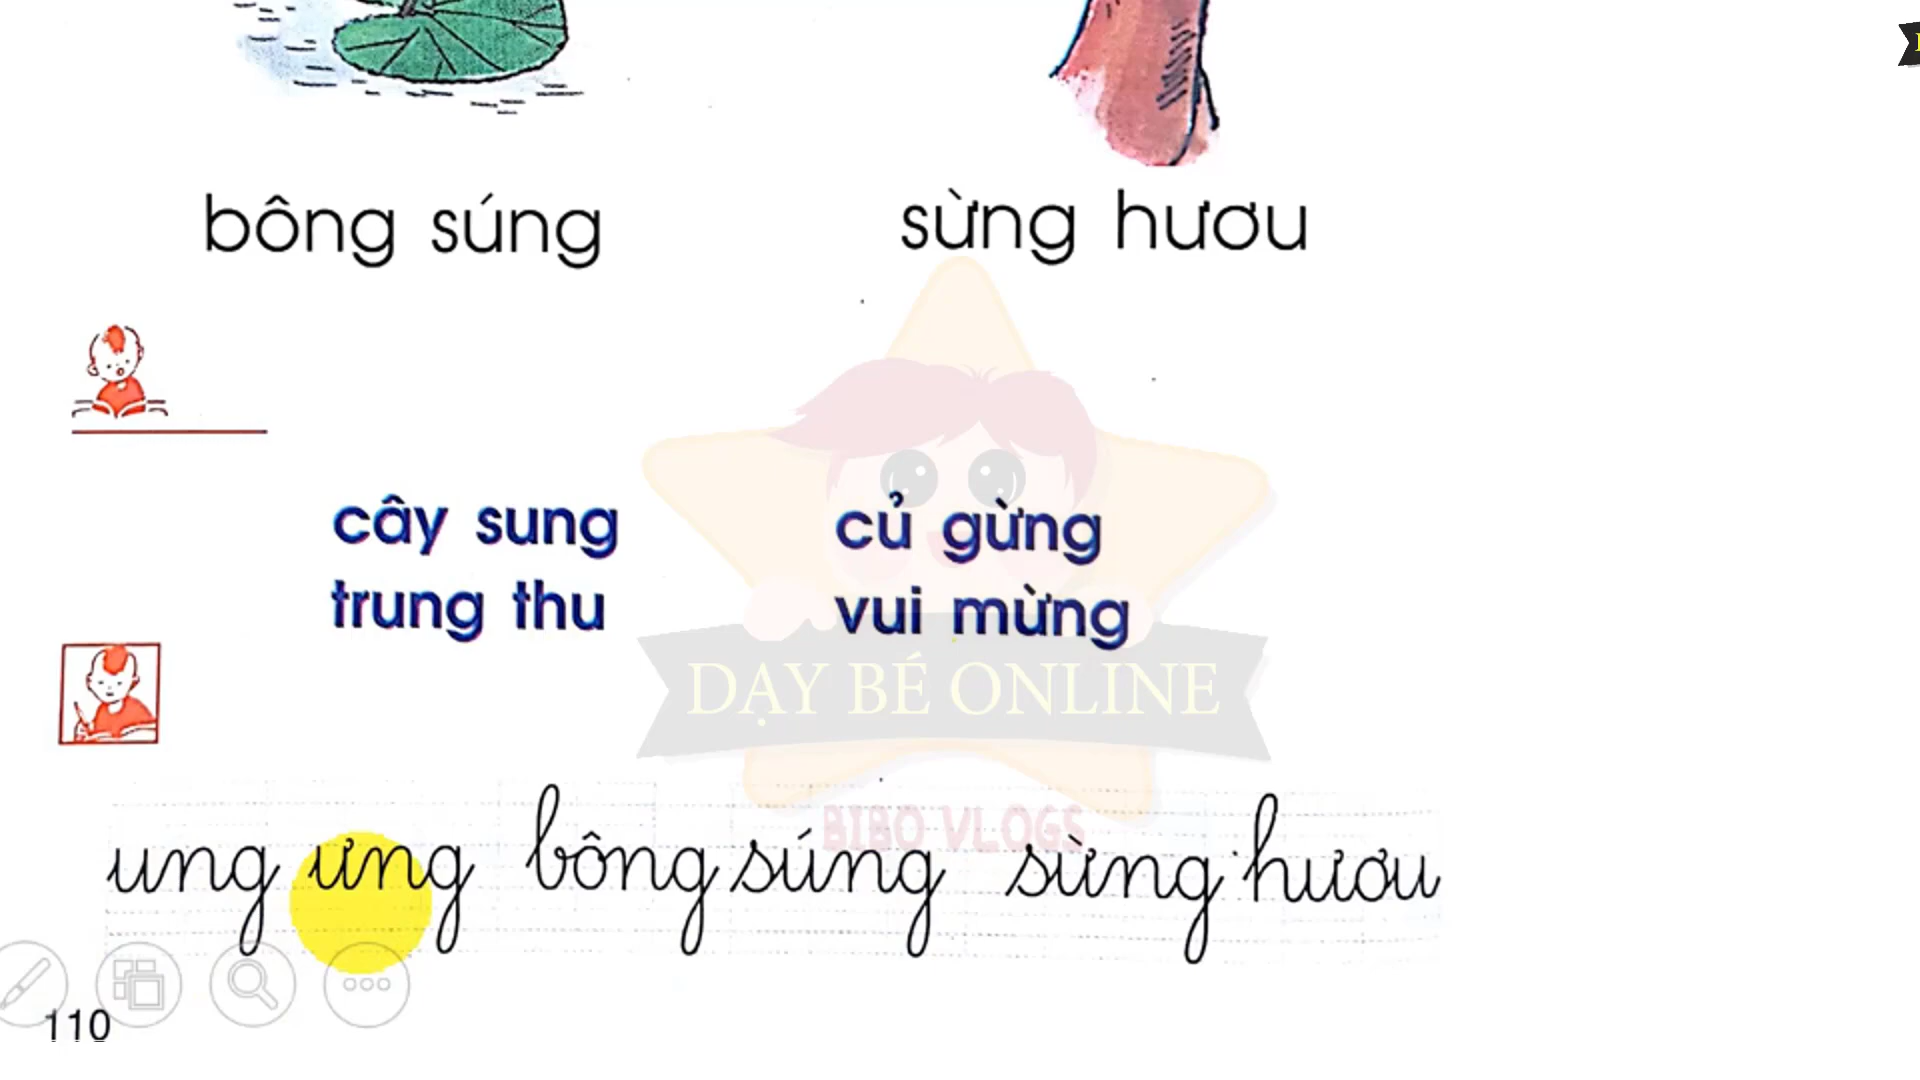 bông súng sừng hươu
cây sung củ gừng
trung thu vui mừng
DẠY BÉ ONLINE
BIBO VLOGS
ung ưng bông súng sừng hươu
110